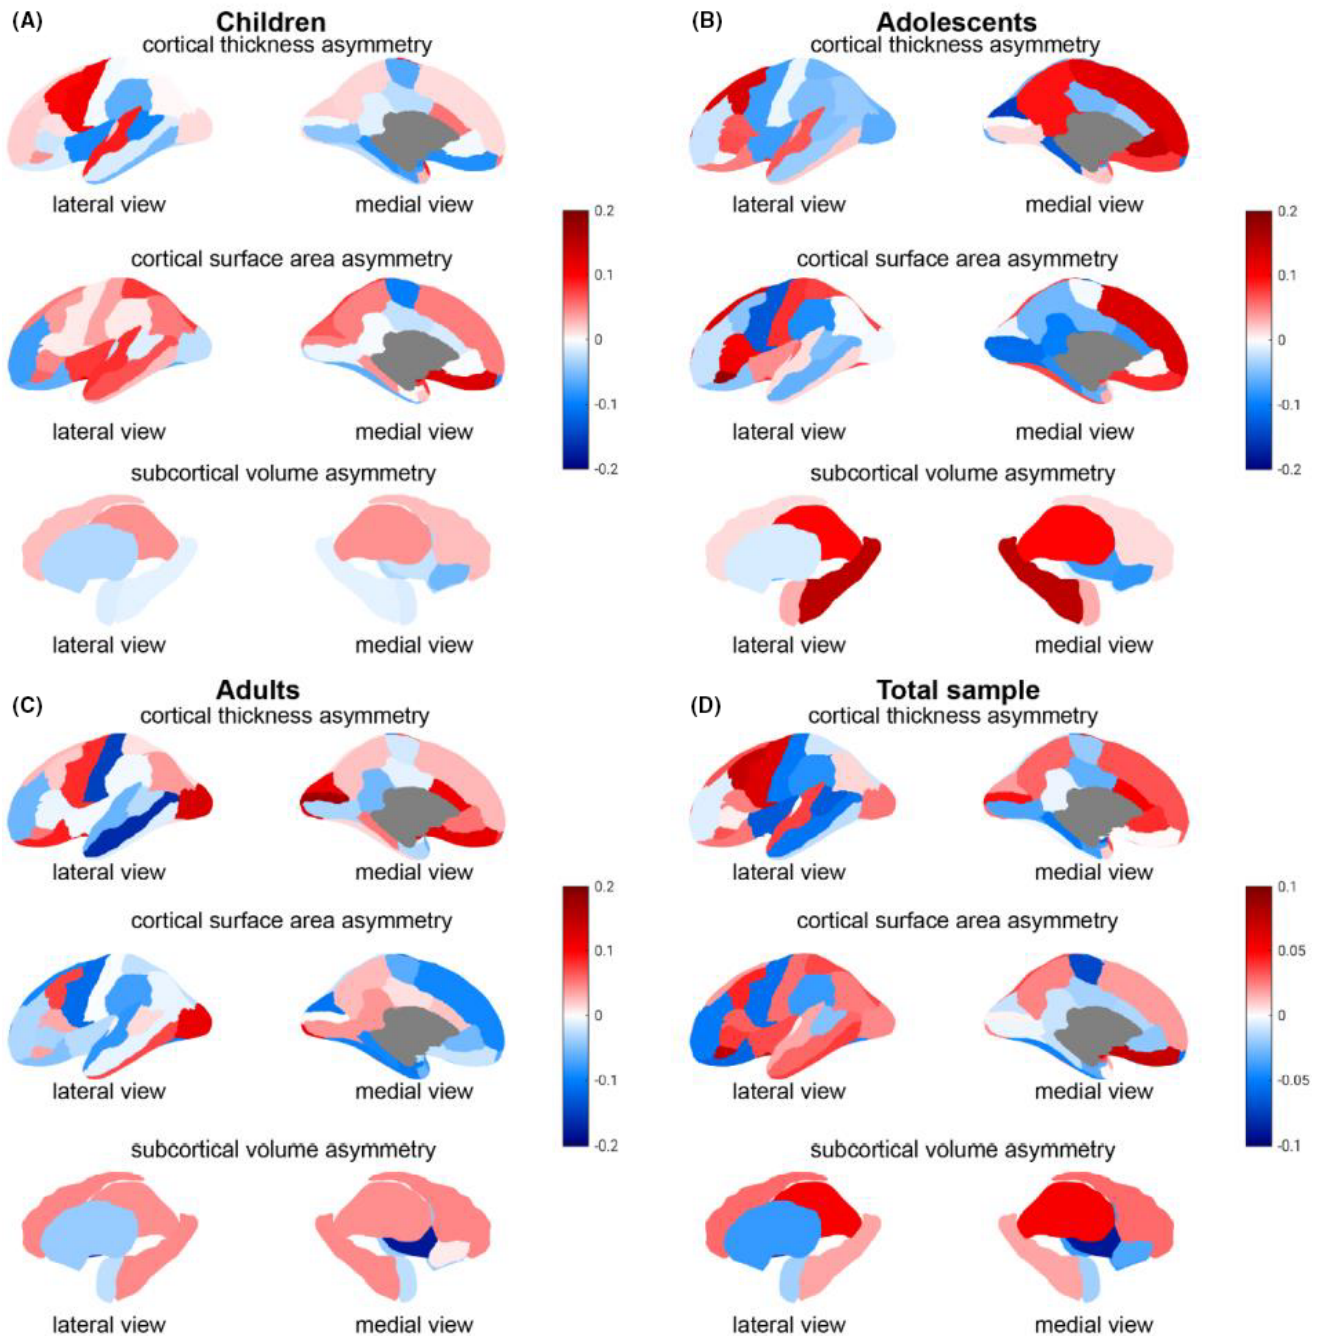 (A) Children
cortical thickness asymmetry
lateral view medial view
cortical surface area asymmetry
lateral view medial view
subcortical volume asymmetry
lateral view medial view
0.2
0.1
0
-0.1
-0.2
(B) Adolescents
cortical thickness asymmetry
lateral view medial view
cortical surface area asymmetry
lateral view medial view
subcortical volume asymmetry
lateral view medial view
0.2
0.1
0
-0.1
-0.2
(C) Adults
cortical thickness asymmetry
lateral view medial view
cortical surface area asymmetry
lateral view medial view
subcortical volume asymmetry
lateral view medial view
0.2
0.1
0
-0.1
-0.2
(D) Total sample
cortical thickness asymmetry
lateral view medial view
cortical surface area asymmetry
lateral view medial view
subcortical volume asymmetry
lateral view medial view
0.1
0.05
0
-0.05
-0.1